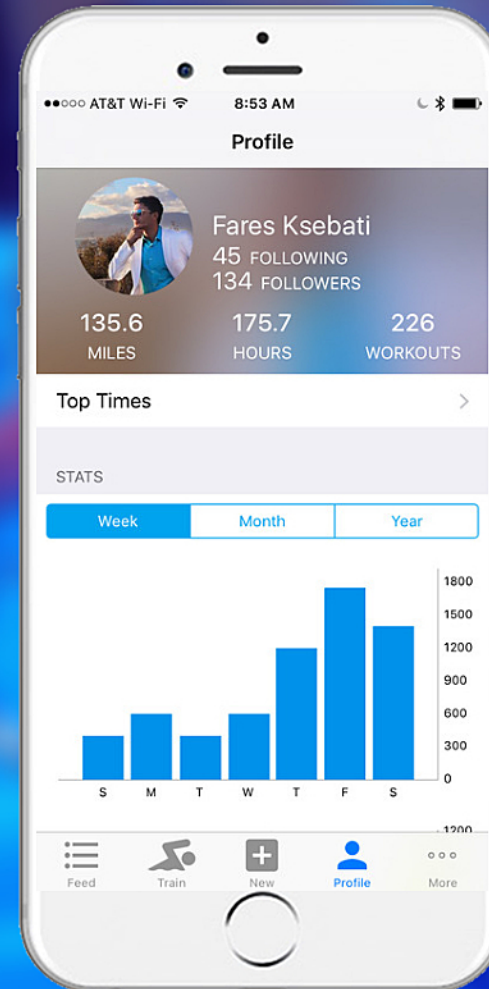 AT&T Wi-Fi 8:53 AM
Profile
Fares Ksebati
45 FOLLOWING
134 FOLLOWERS
135.6 175.7 226
MILES HOURS WORKOUTS
Top Times
STATS
Week Month Year
1800
1500
1200
900
600
300
0
S M T W T F S
1200
Feed Train New Profile More